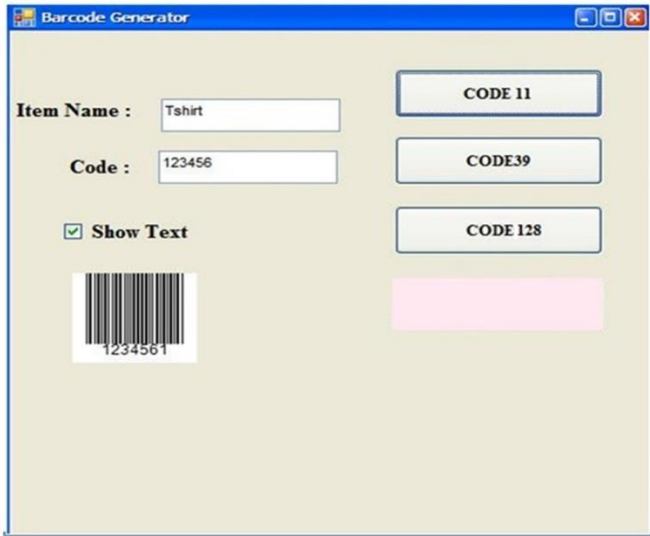 Barcode Generator
Item Name : Tshirt
CODE 11
Code : 123456
CODE39
Show Text
CODE 128
1234561